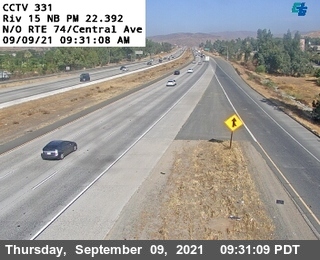 CCTV 331
Riv 15 NB PM 22.392
N/O RTE 74/Central Ave
09/09/21 09:31:08 AM
Thursday, September 09, 2021 09:31:09 PDT